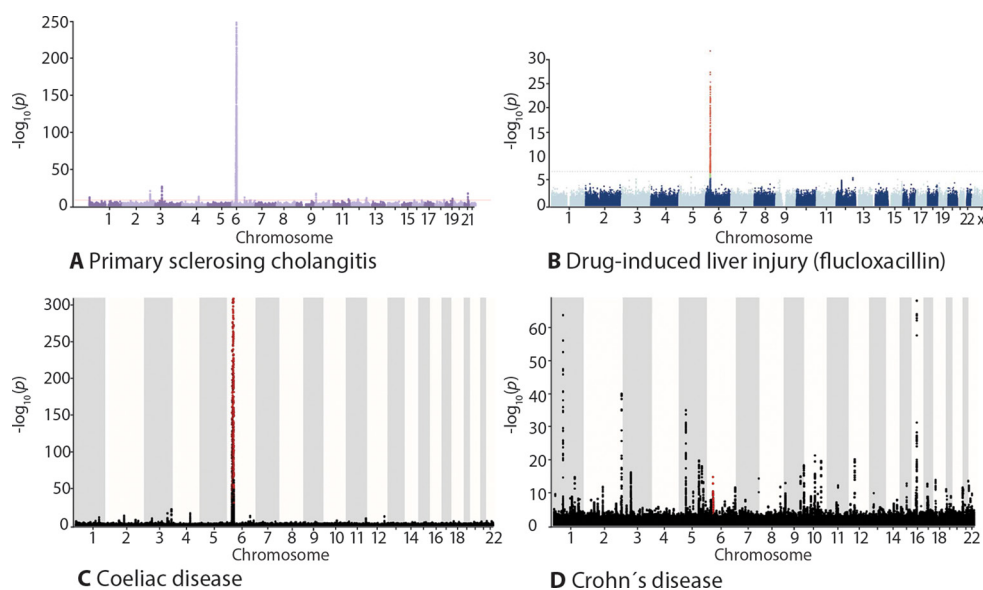 250
200
150
100
50
0
-log10(p)
1 2 3 4 5 6 7 8 9 11 13 15 17 19 21
Chromosome
A Primary sclerosing cholangitis
30
25
20
15
10
5
0
-log10(p)
1 2 3 4 5 6 7 8 9 11 13 15 17 19 22 x
Chromosome
B Drug-induced liver injury (flucloxacillin)
300
250
200
150
100
50
0
-log10(p)
1 2 3 4 5 6 7 8 9 10 12 14 16 18 22
Chromosome
C Coeliac disease
60
50
40
30
20
10
0
-log10(p)
1 2 3 4 5 6 7 8 9 10 12 14 16 18 22
Chromosome
D Crohn´s disease